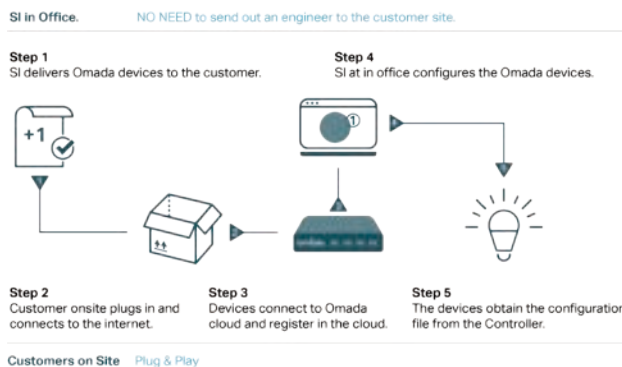 SI in Office. NO NEED to send out an engineer to the customer site.
Step 1
SI delivers Omada devices to the customer.
Step 4
SI at in office configures the Omada devices.
+1
1
Step 2
Customer onsite plugs in and
connects to the internet.
Step 3
Devices connect to Omada
cloud and register in the cloud.
Step 5
The devices obtain the configuration
file from the Controller.
Customers on Site Plug & Play